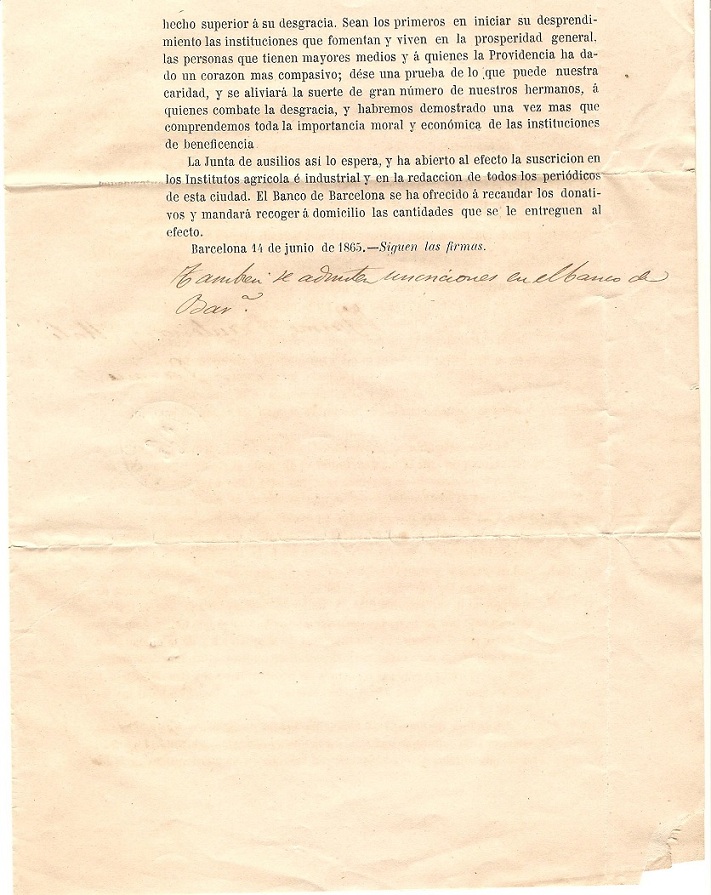 hecho superior á su desgracia. Sean los primeros en iniciar su desprendi-
miento las instituciones que fomentan y viven en la prosperidad general,
las personas que tienen mayores medios y á quienes la Providencia ha da-
do un corazon mas compasivo; dése una prueba de lo que puede nuestra
caridad, y se aliviará la suerte de gran número de nuestros hermanos, á
quienes combate la desgracia, y habremos demostrado una vez mas que
comprendemos toda la importancia moral y económica de las instituciones
de beneficencia
La Junta de ausilios asi lo espera, y ha abierto al efecto la suscricion en
los Institutos agrícola é industrial y en la redaccion de todos los periódicos
de esta ciudad. El Banco de Barcelona se ha ofrecido á recaudar los donati-
vos y mandará recoger á domicilio las cantidades que se le entreguen al
efecto.
Barcelona 14 de junio de 1865.—Siguen las firmas.
Tambien se admiten suscriciones en el banco de
Barna.